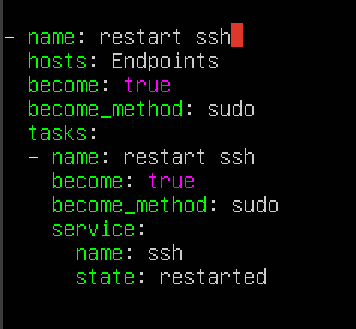 - name: restart ssh
  hosts: Endpoints
  become: true
  become_method: sudo
  tasks:
  - name: restart ssh
    become: true
    become_method: sudo
    service:
      name: ssh
      state: restarted